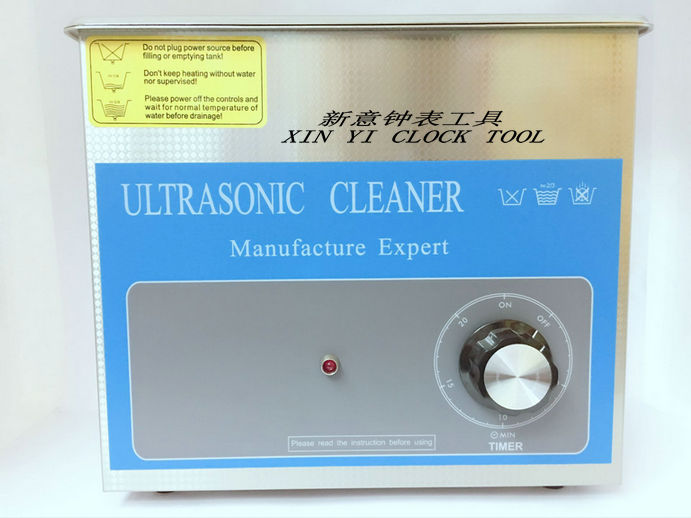 Do not plug power source before
filling or emptying tank!
Don't keep heating without water
nor supervised!
Please power off the controls and
wait for normal temperature of
water before drainage!
新意钟表工具
XIN YI CLOCK TOOL
ULTRASONIC CLEANER
Manufacture Expert
ON
OFF
20
15
10
MIN
TIMER
Please read the instruction before using